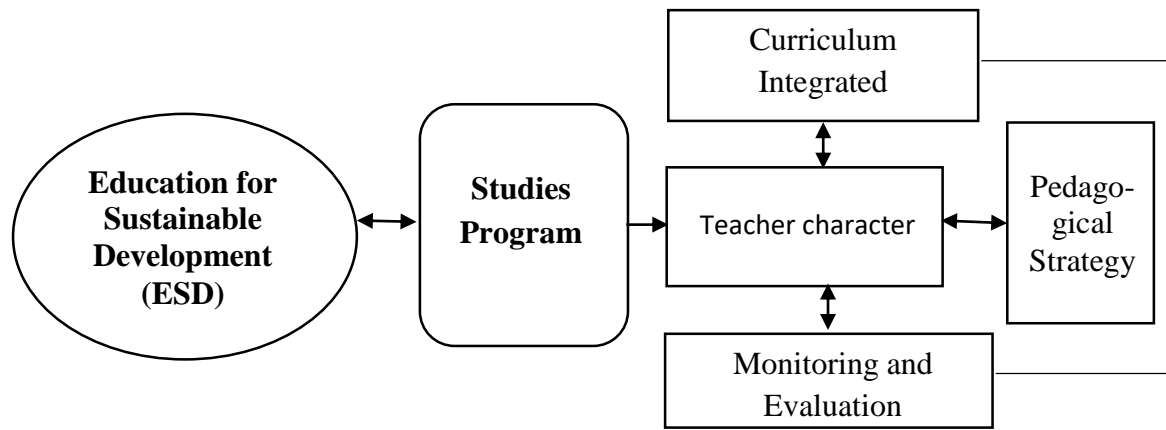 Curriculum
Integrated
Education for
Sustainable
Development
(ESD)
Studies
Program
Teacher character
Pedago-
gical
Strategy
Monitoring and
Evaluation